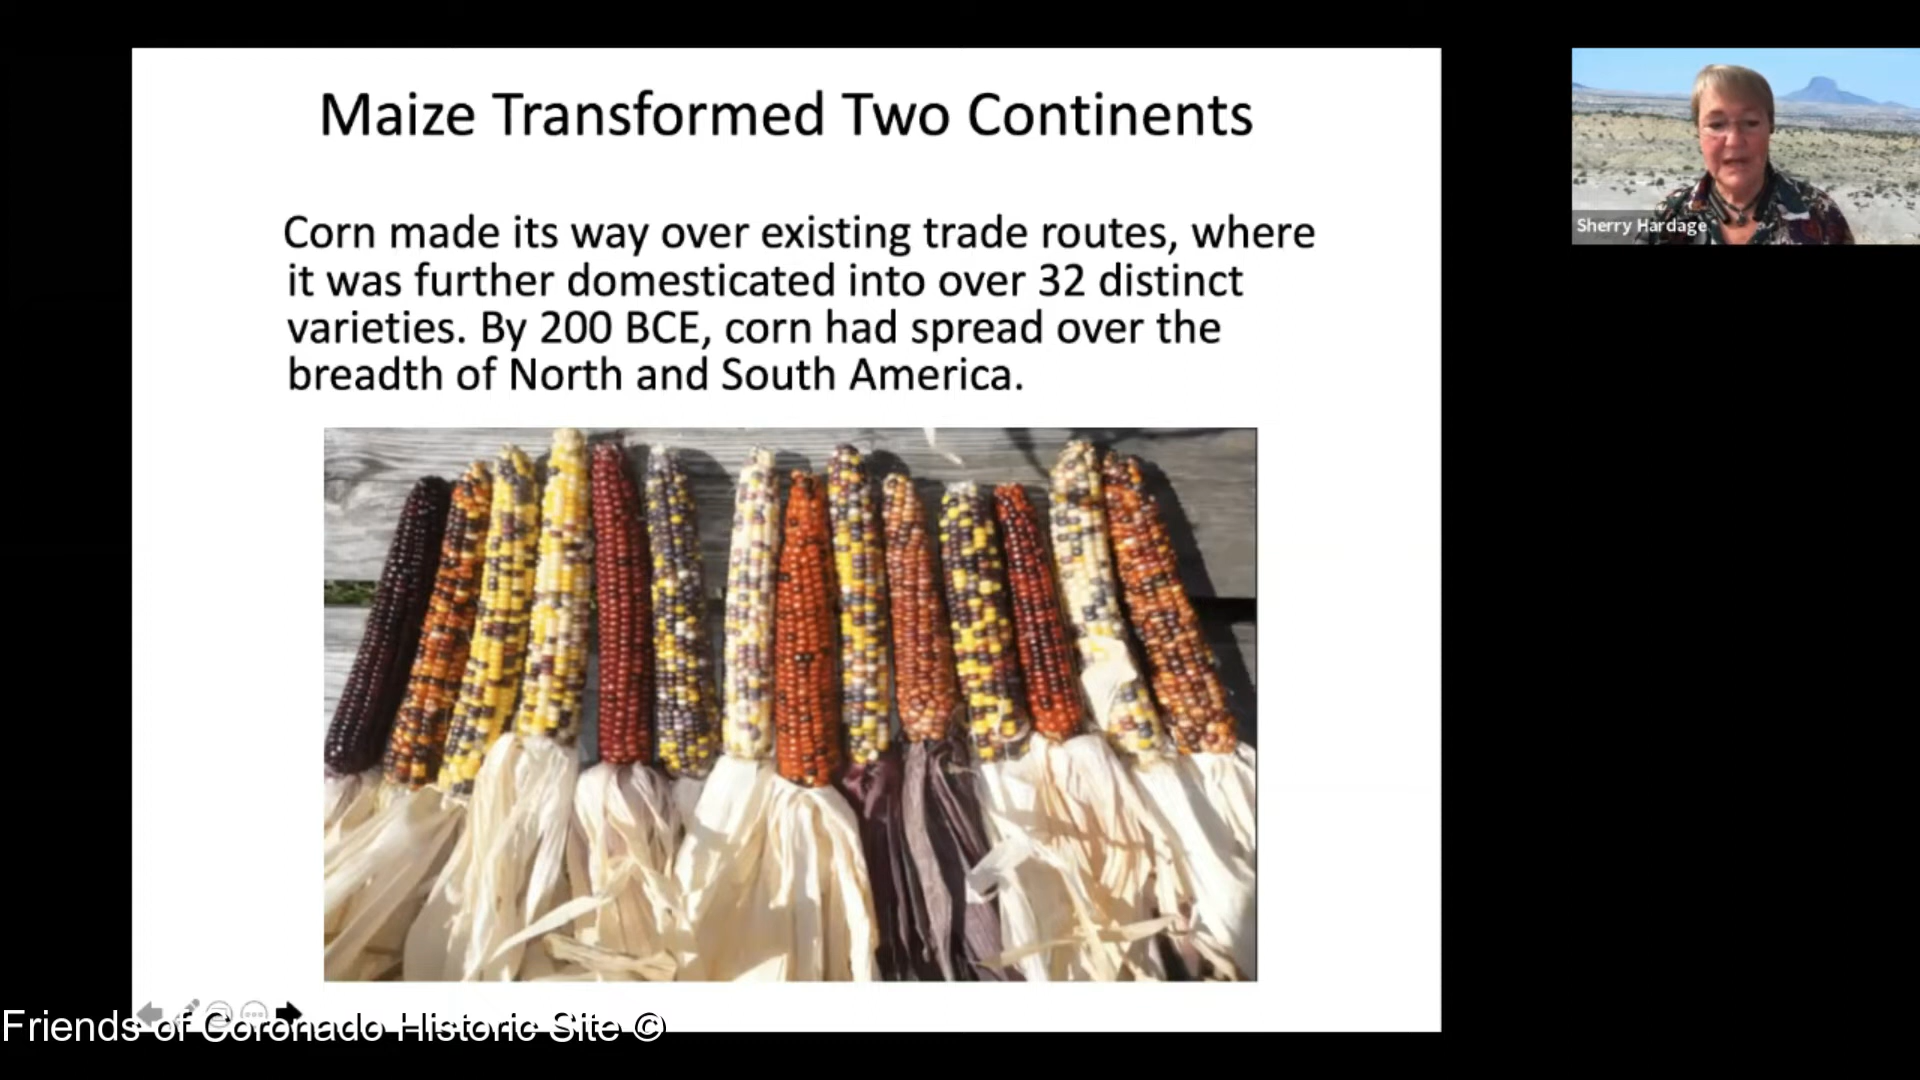 Maize Transformed Two Continents
Corn made its way over existing trade routes, where
it was further domesticated into over 32 distinct
varieties. By 200 BCE, corn had spread over the
breadth of North and South America.
Sherry Hardage
Friends of Coronado Historic Site ©